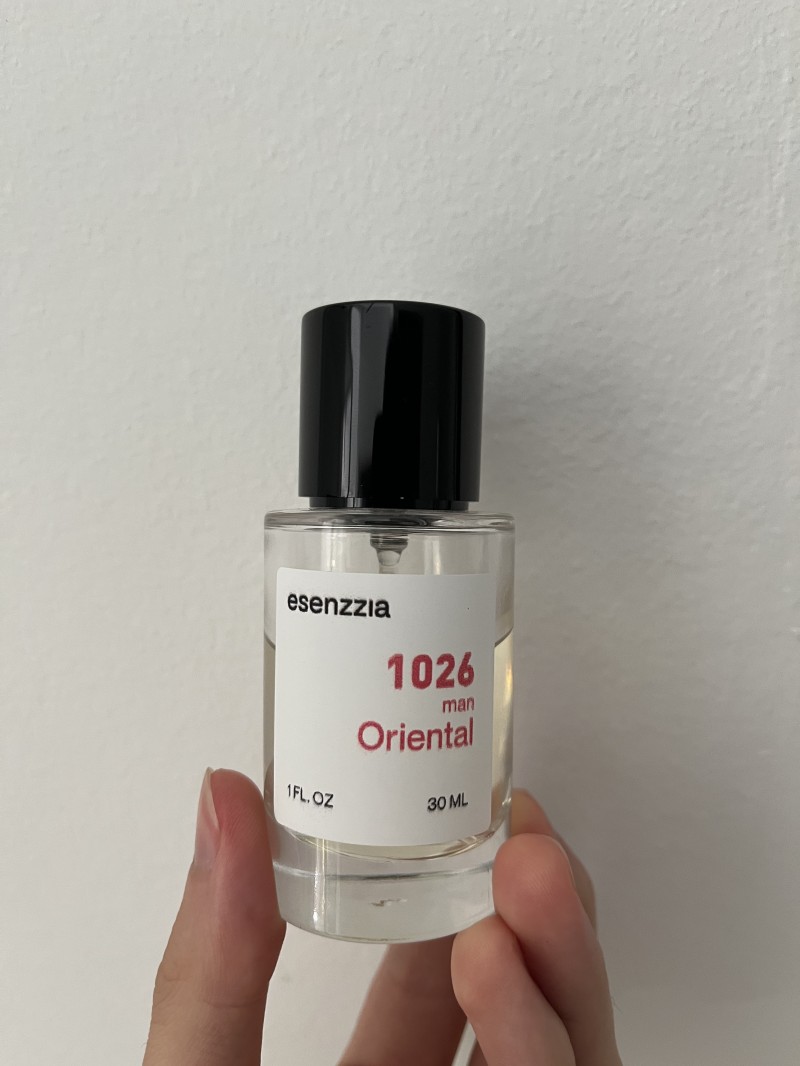 esenzzia
1026
man
Oriental
1 FL. OZ
30 ML